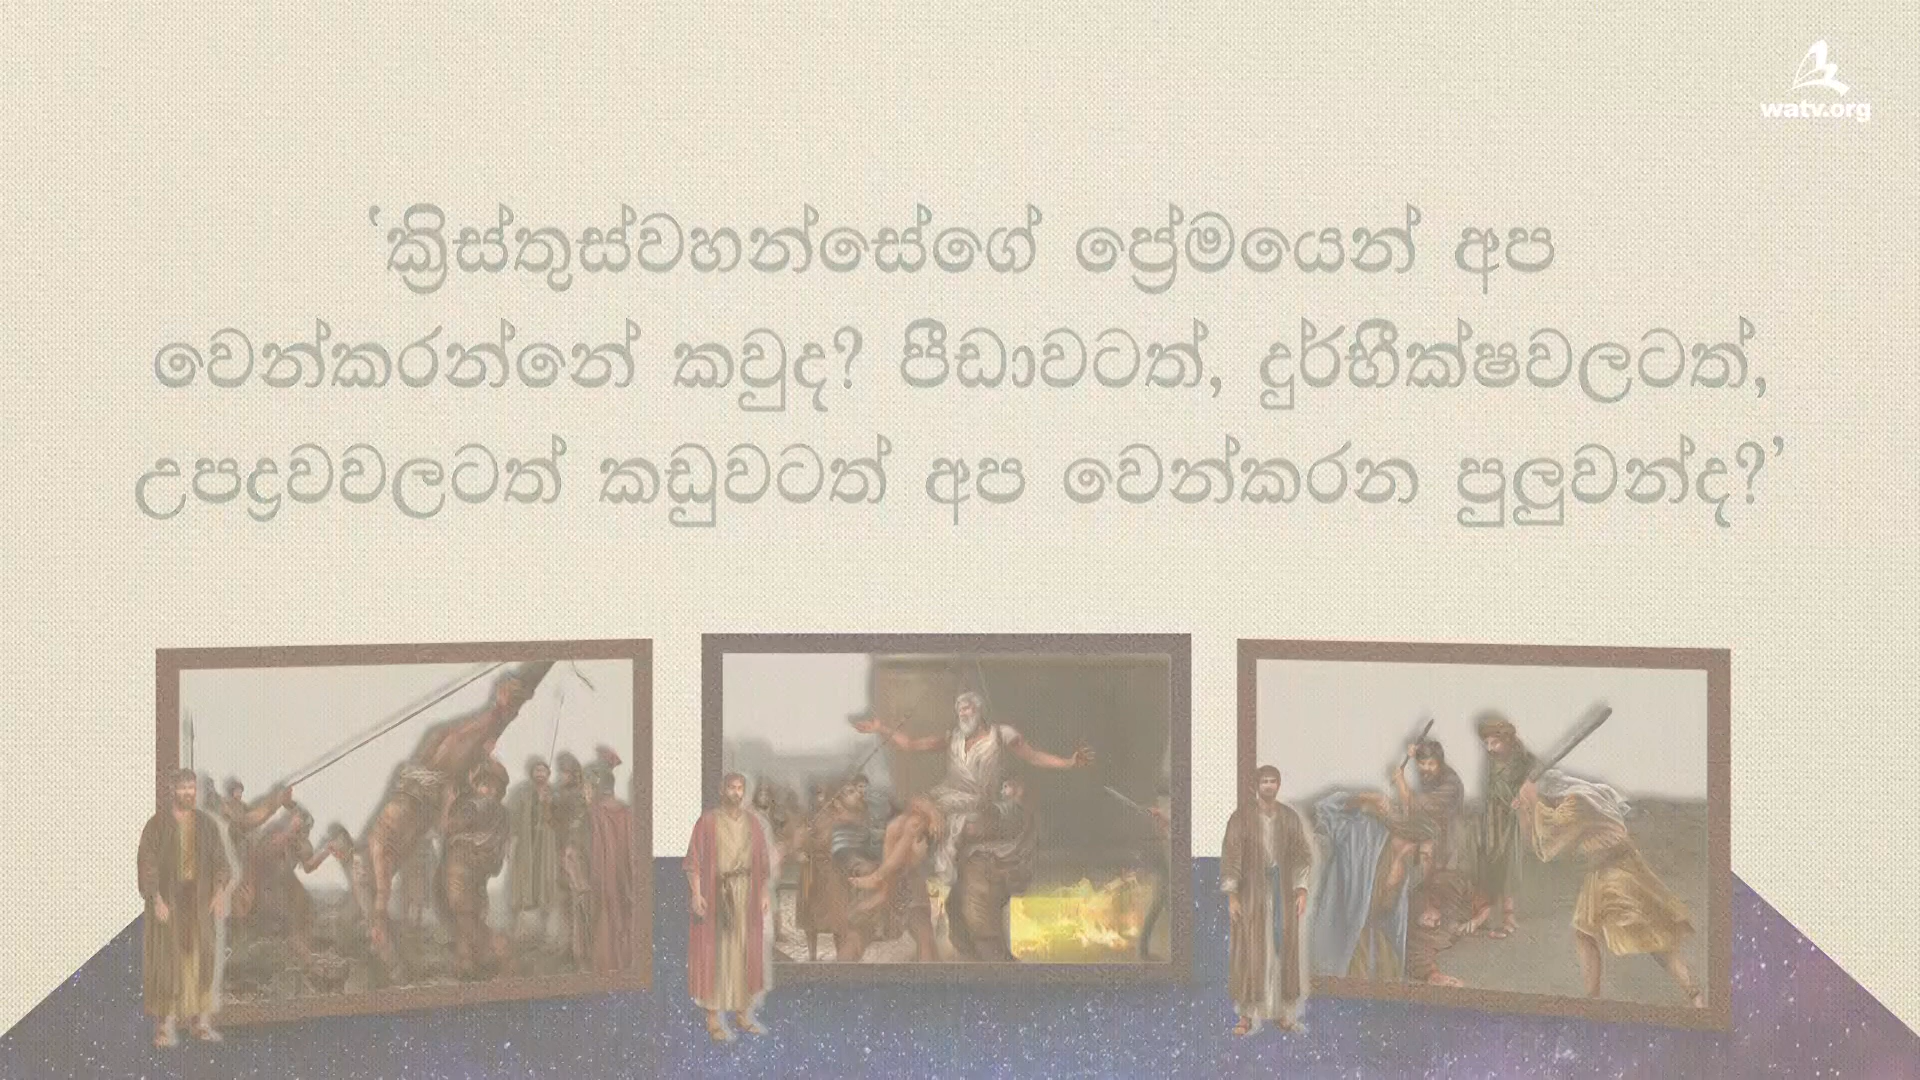 watv.org
‘ක්‍රිස්තුස්වහන්සේගේ ප්‍රේමයෙන් අප
වෙන්කරන්නේ කවුද? පීඩාවටත්, දුර්භීක්ෂවලටත්,
උපද්‍රවවලටත් කඩුවටත් අප වෙන්කරන පුලුවන්ද?’